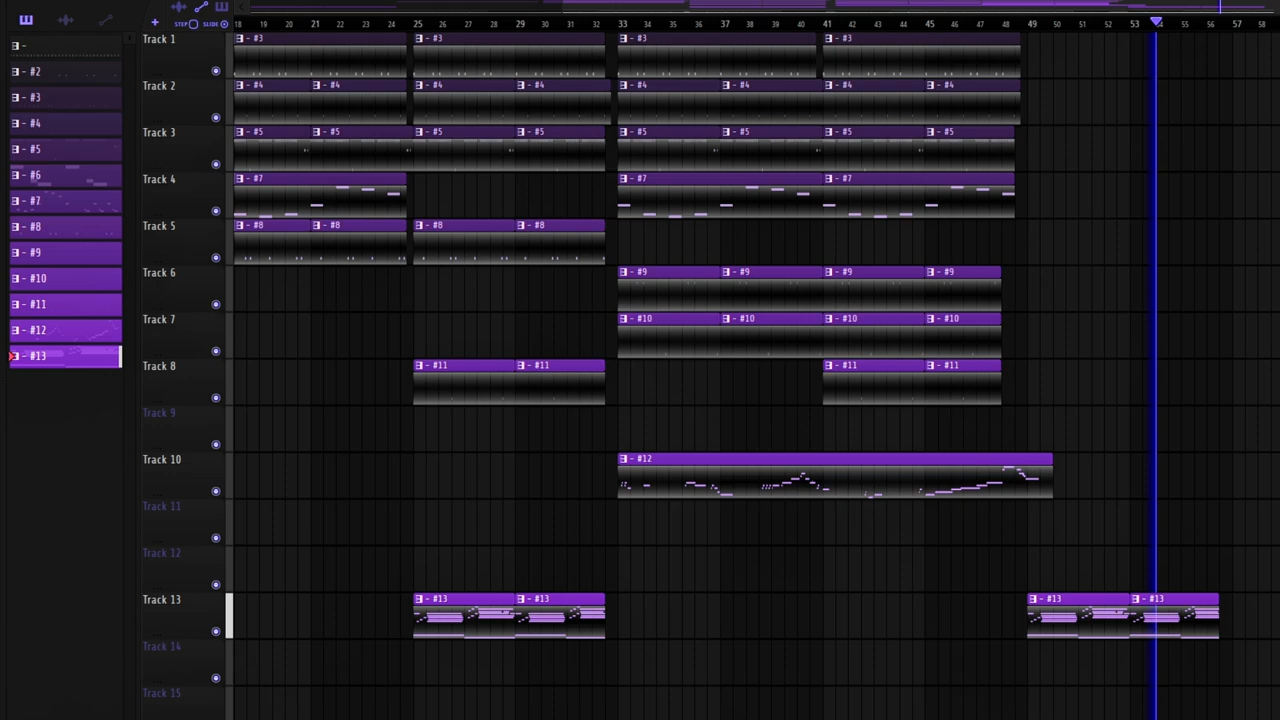 STEP SLIDE
18 19 20 21 22 23 24 25 26 27 28 29 30 31 32 33 34 35 36 37 38 39 40 41 42 43 44 45 46 47 48 49 50 51 52 53 54 55 56 57 58
-
- #2
- #3
- #4
- #5
- #6
- #7
- #8
- #9
- #10
- #11
- #12
- #13
Track 1 - #3 - #3 - #3 - #3
Track 2 - #4 - #4 - #4 - #4 - #4 - #4 - #4 - #4
Track 3 - #5 - #5 - #5 - #5 - #5 - #5 - #5 - #5
Track 4 - #7 - #7 - #7
Track 5 - #8 - #8 - #8 - #8
Track 6 - #9 - #9 - #9 - #9
Track 7 - #10 - #10 - #10 - #10
Track 8 - #11 - #11 - #11 - #11
Track 9
Track 10 - #12
Track 11
Track 12
Track 13 - #13 - #13 - #13 - #13
Track 14
Track 15